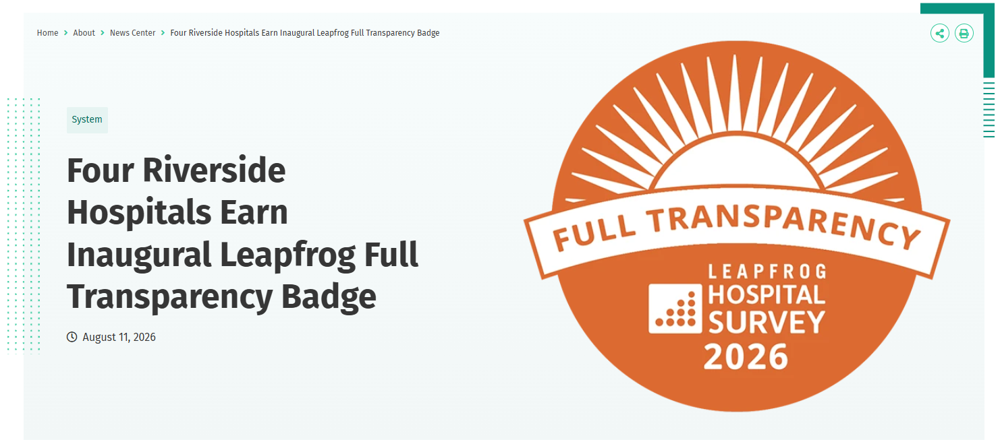 Home > About > News Center > Four Riverside Hospitals Earn Inaugural Leapfrog Full Transparency Badge
System
Four Riverside
Hospitals Earn
Inaugural Leapfrog Full
Transparency Badge
August 11, 2026
FULL TRANSPARENCY
LEAPFROG
HOSPITAL
SURVEY
2026